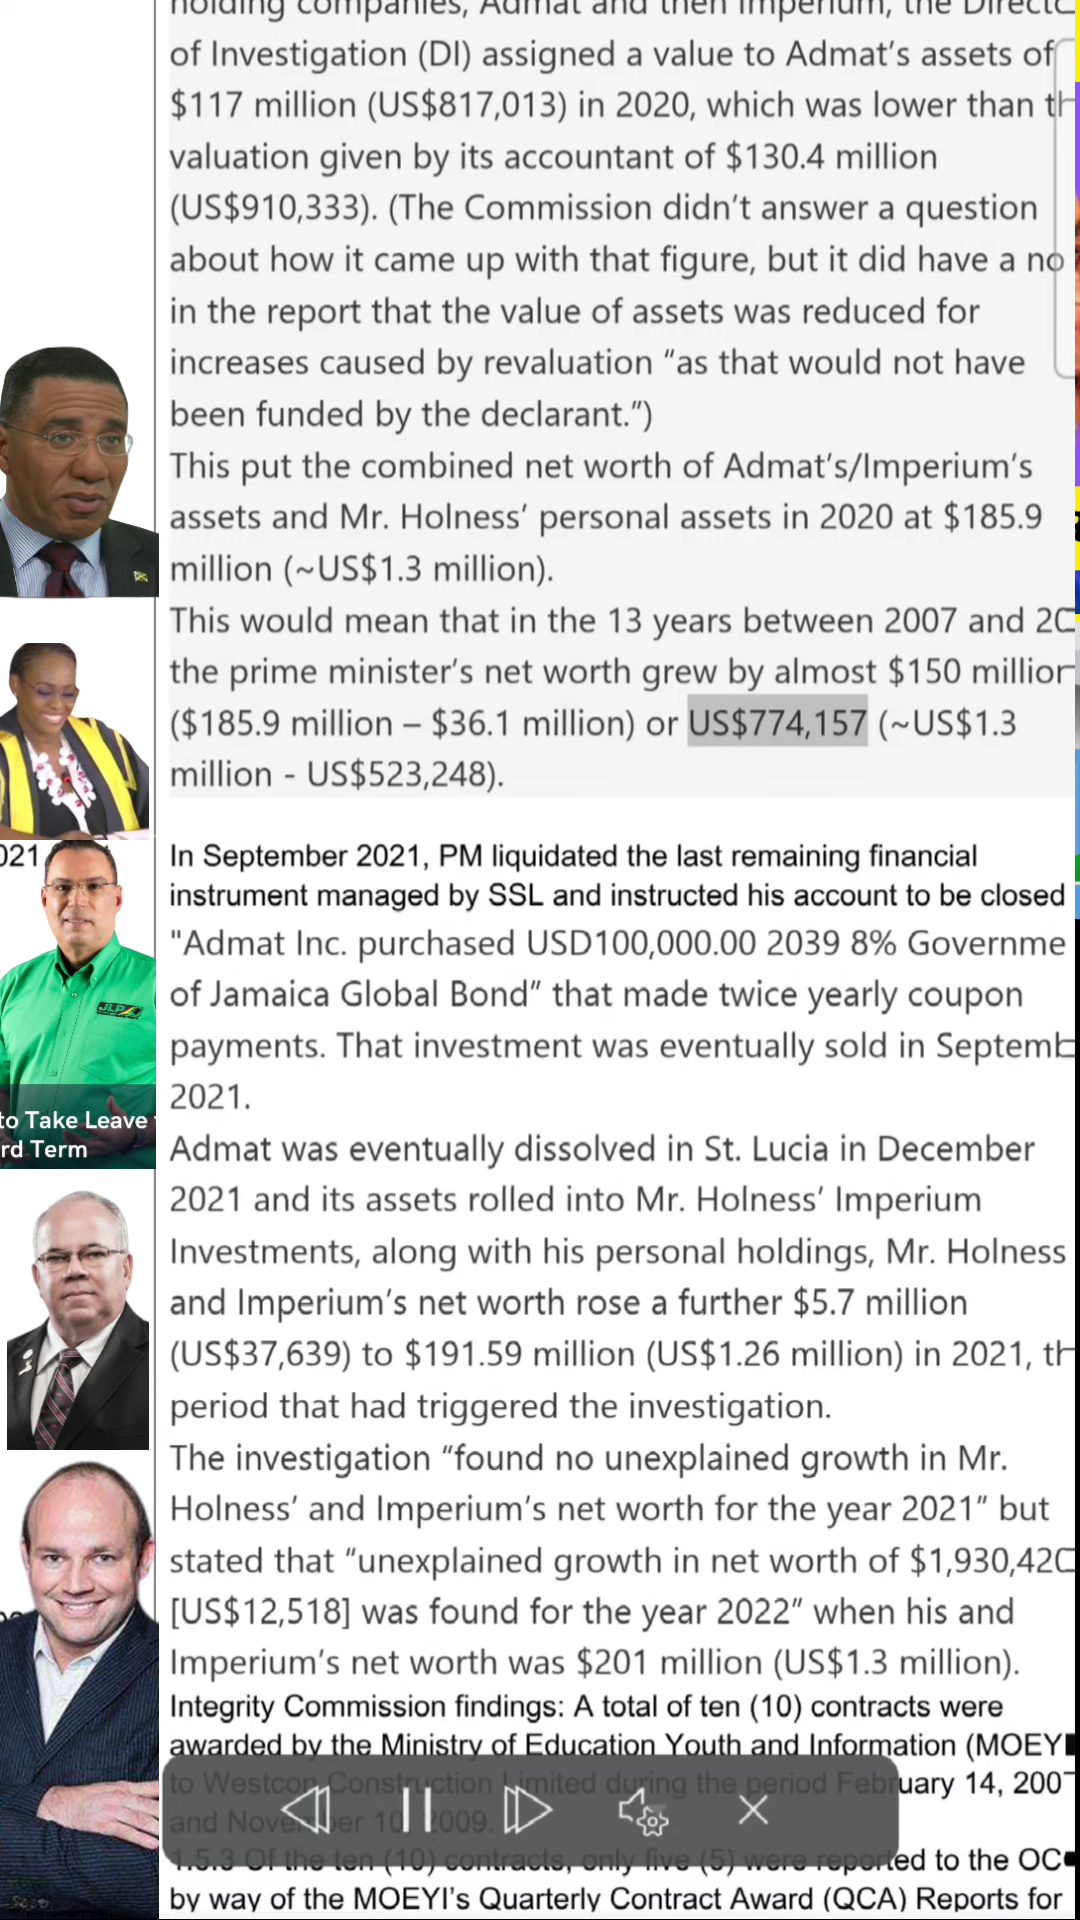 holding companies, Admat and then Imperium, the
of Investigation (DI) assigned a value to Admat's assets of
$117 million (US$817,013) in 2020, which was lower than
valuation given by its accountant of $130.4 million
(US$910,333). (The Commission didn't answer a question
about how it came up with that figure, but it did have a
in the report that the value of assets was reduced for
increases caused by revaluation “as that would not have
been funded by the declarant.”)
This put the combined net worth of Admat's/Imperium's
assets and Mr. Holness' personal assets in 2020 at $185.9
million (~US$1.3 million).
This would mean that in the 13 years between 2007 and
the prime minister's net worth grew by almost $150 million
($185.9 million – $36.1 million) or US$774,157 (~US$1.3
million - US$523,248).
021
In September 2021, PM liquidated the last remaining financial
instrument managed by SSL and instructed his account to be closed
"Admat Inc. purchased USD100,000.00 2039 8% Governme
of Jamaica Global Bond” that made twice yearly coupon
payments. That investment was eventually sold in Septemb
2021.
JLP
to Take Leave
rd Term
Admat was eventually dissolved in St. Lucia in December
2021 and its assets rolled into Mr. Holness' Imperium
Investments, along with his personal holdings, Mr. Holness
and Imperium's net worth rose a further $5.7 million
(US$37,639) to $191.59 million (US$1.26 million) in 2021,
period that had triggered the investigation.
The investigation “found no unexplained growth in Mr.
Holness' and Imperium's net worth for the year 2021” but
stated that “unexplained growth in net worth of $1,930,420
[US$12,518] was found for the year 2022” when his and
Imperium's net worth was $201 million (US$1.3 million).
Integrity Commission findings: A total of ten (10) contracts were
awarded by the Ministry of Education Youth and Information (MOEYI
to Westcon Construction Limited during the period February 14, 200
and November 10, 2009.
1.5.3 Of the ten (10) contracts, only five (5) were reported to the OC
by way of the MOEYI's Quarterly Contract Award (QCA) Reports for